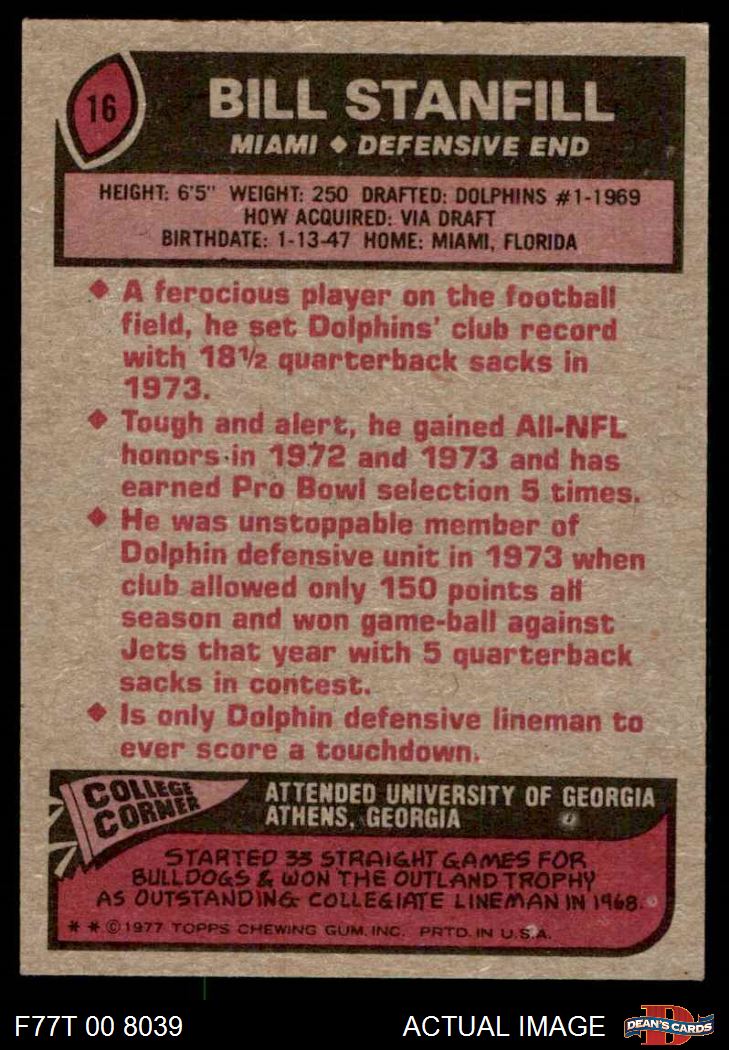 16
BILL STANFILL
MIAMI ◆ DEFENSIVE END
HEIGHT: 6'5" WEIGHT: 250 DRAFTED: DOLPHINS #1-1969
HOW ACQUIRED: VIA DRAFT
BIRTHDATE: 1-13-47 HOME: MIAMI, FLORIDA
◆ A ferocious player on the football
field, he set Dolphins' club record
with 18½ quarterback sacks in
1973.
◆ Tough and alert, he gained All-NFL
honors in 1972 and 1973 and has
earned Pro Bowl selection 5 times.
◆ He was unstoppable member of
Dolphin defensive unit in 1973 when
club allowed only 150 points all
season and won game-ball against
Jets that year with 5 quarterback
sacks in contest.
◆ Is only Dolphin defensive lineman to
ever score a touchdown.
COLLEGE
CORNER
ATTENDED UNIVERSITY OF GEORGIA
ATHENS, GEORGIA
STARTED 33 STRAIGHT GAMES FOR
BULLDOGS & WON THE OUTLAND TROPHY
AS OUTSTANDING COLLEGIATE LINEMAN IN 1968.
* * © 1977 TOPPS CHEWING GUM, INC. PRTD. IN U.S.A.
F77T 00 8039
ACTUAL IMAGE
D
DEAN'S CARDS